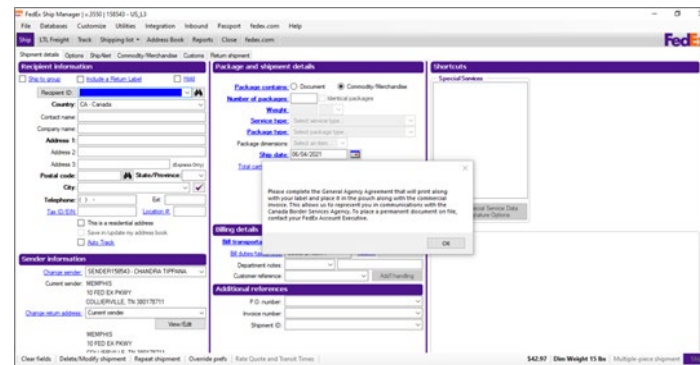 FedEx Ship Manager | v.3550 | 158543 - US_L3
File Databases Customize Utilities Integration Inbound Passport fedex.com Help
Ship LTL Freight Track Shipping list Address Book Reports Close fedex.com
FedEx
Shipment details Options ShipAlert Commodity/Merchandise Customs Return shipment
Recipient information
Ship to group Include a Return Label Hold
Recipient ID:
Country: CA - Canada
Contact name:
Company name:
Address 1:
Address 2:
Address 3: (Express Only)
Postal code: State/Province:
City:
Telephone: ( ) - Ext:
Tax ID/EIN: Location #:
This is a residential address
Save in/update my address book
Auto Track
Sender information
Change sender: SENDER158543 - CHANDRA TIPPANA
Current sender: MEMPHIS
10 FED EX PKWY
COLLIERVILLE, TN 380178711
Change return address: Current sender
View/Edit
MEMPHIS
10 FED EX PKWY
COLLIERVILLE, TN 380178711
Package and shipment details
Package contains: Document Commodity/Merchandise
Number of packages: Identical packages
Weight:
Service type: Select service type...
Package type: Select package type...
Package dimensions: Select an item...
Ship date: 06/04/2021
Please complete the General Agency Agreement that will print along
with your label and place it in the pouch along with the commercial
invoice. This allows us to represent you in communications with the
Canada Border Services Agency. To place a permanent document on file,
contact your FedEx Account Executive.
OK
Billing details
Department notes:
Customer reference: Add'l handling
Additional references
P.O. number:
Invoice number:
Shipment ID:
Shortcuts
Special Services
Clear fields Delete/Modify shipment Repeat shipment Override prefs Rate Quote and Transit Times
$42.97 Dim Weight 15 lbs Multiple-piece shipment